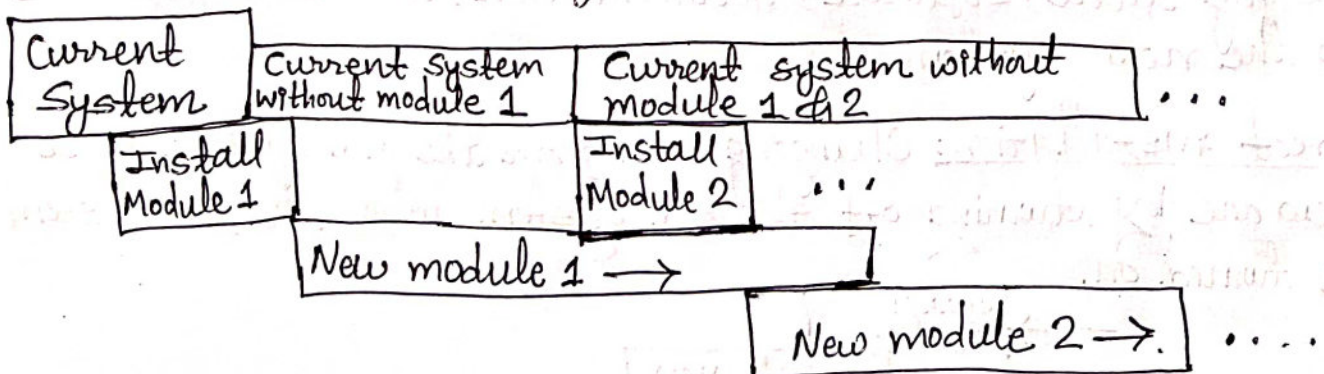 Current
System
Current system
without module 1
Current system without
module 1 & 2
...
Install
Module 1
Install
Module 2
...
New module 1 →
New module 2 →.
....